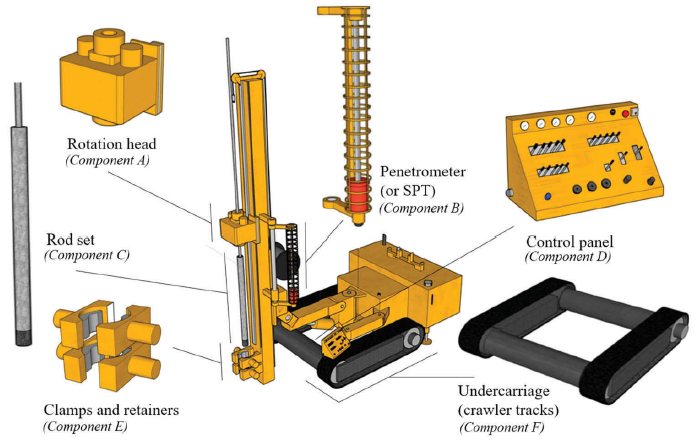 Rotation head
(Component A)
Penetrometer
(or SPT)
(Component B)
Rod set
(Component C)
Control panel
(Component D)
Clamps and retainers
(Component E)
Undercarriage
(crawler tracks)
(Component F)